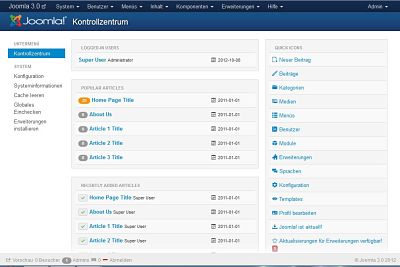 Joomla 3.0 System Benutzer Menüs Inhalt Komponenten Erweiterungen Hilfe Admin
Joomla! Kontrollzentrum
UNTERMENÜ
Kontrollzentrum
SYSTEM
Konfiguration
Systeminformationen
Cache leeren
Globales
Einchecken
Erweiterungen
installieren
LOGGED-IN USERS
Super User Administrator 2012-10-08
POPULAR ARTICLES
Home Page Title 2011-01-01
About Us 2011-01-01
Article 1 Title 2011-01-01
Article 2 Title 2011-01-01
Article 3 Title 2011-01-01
RECENTLY ADDED ARTICLES
Home Page Title Super User 2011-01-01
About Us Super User 2011-01-01
Article 1 Title Super User 2011-01-01
Article 2 Title Super User 2011-01-01
QUICK ICONS
Neuer Beitrag
Beiträge
Kategorien
Medien
Menüs
Benutzer
Module
Erweiterungen
Sprachen
Konfiguration
Templates
Profil bearbeiten
Joomla! ist aktuell!
Aktualisierungen für Erweiterungen verfügbar!
Vorschau 0 Besucher 1 Admins 0 Abmelden © Joomla 3.0 2012